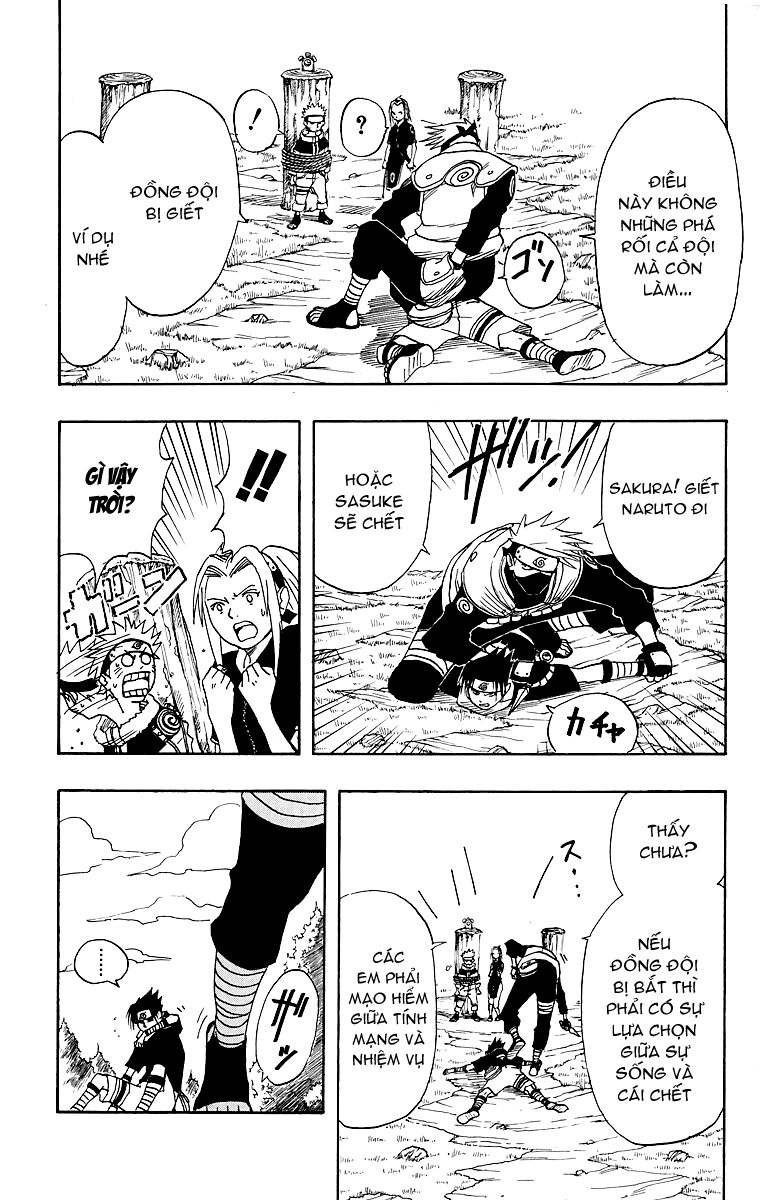 ĐIỀU
NÀY KHÔNG
NHỮNG PHÁ
RỐI CẢ ĐỘI
MÀ CÒN
LÀM...
?
!
ゴソ
ĐỒNG ĐỘI
BỊ GIẾT
VÍ DỤ
NHÉ
SAKURA! GIẾT
NARUTO ĐI
ガッ!
HOẶC
SASUKE
SẼ CHẾT
カチャ
!!
GÌ VẬY
TRỜI?
ガーン
THẤY
CHƯA?
ス...
NẾU
ĐỒNG ĐỘI
BỊ BẮT THÌ
PHẢI CÓ SỰ
LỰA CHỌN
GIỮA SỰ
SỐNG VÀ
CÁI CHẾT
CÁC
EM PHẢI
MẠO HIỂM
GIỮA TÍNH
MẠNG VÀ
NHIỆM VỤ
ザッ
......